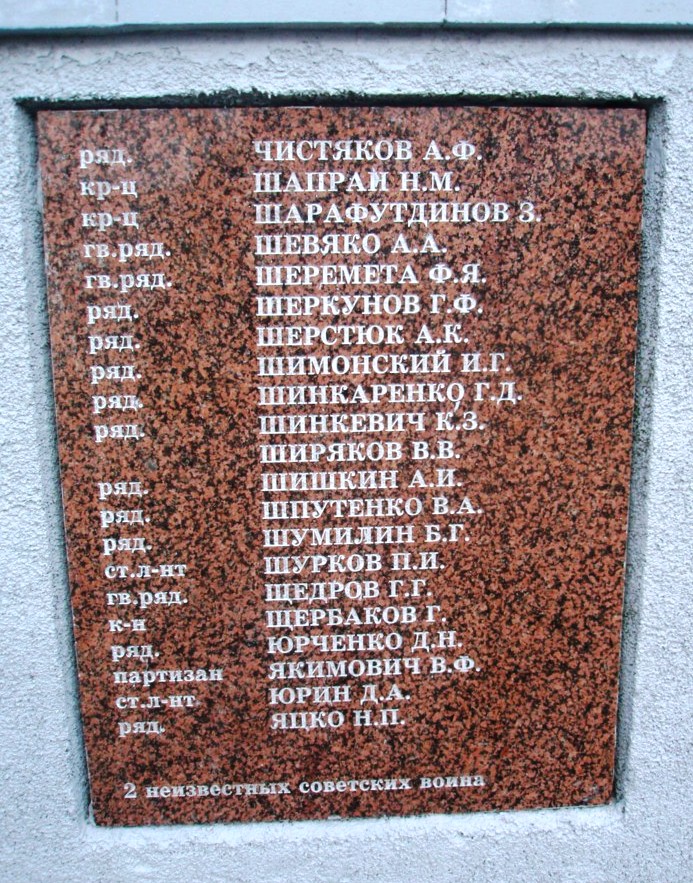 ряд. ЧИСТЯКОВ А.Ф.
кр-ц ШАПРАЙ Н.М.
кр-ц ШАРАФУТДИНОВ З.
гв.ряд. ШЕВЯКО А.А.
гв.ряд. ШЕРЕМЕТА Ф.Я.
ряд. ШЕРКУНОВ Г.Ф.
ряд. ШЕРСТЮК А.К.
ряд. ШИМОНСКИЙ И.Г.
ряд. ШИНКАРЕНКО Г.Д.
ряд. ШИНКЕВИЧ К.З.
ШИРЯКОВ В.В.
ряд. ШИШКИН А.И.
ряд. ШПУТЕНКО В.А.
ряд. ШУМИЛИН Б.Г.
ст.л-нт ШУРКОВ П.И.
гв.ряд. ЩЕДРОВ Г.Г.
к-н ЩЕРБАКОВ Г.
ряд. ЮРЧЕНКО Д.Н.
партизан ЯКИМОВИЧ В.Ф.
ст.л-нт ЮРИН Д.А.
ряд. ЯЦКО Н.П.
2 неизвестных советских воина